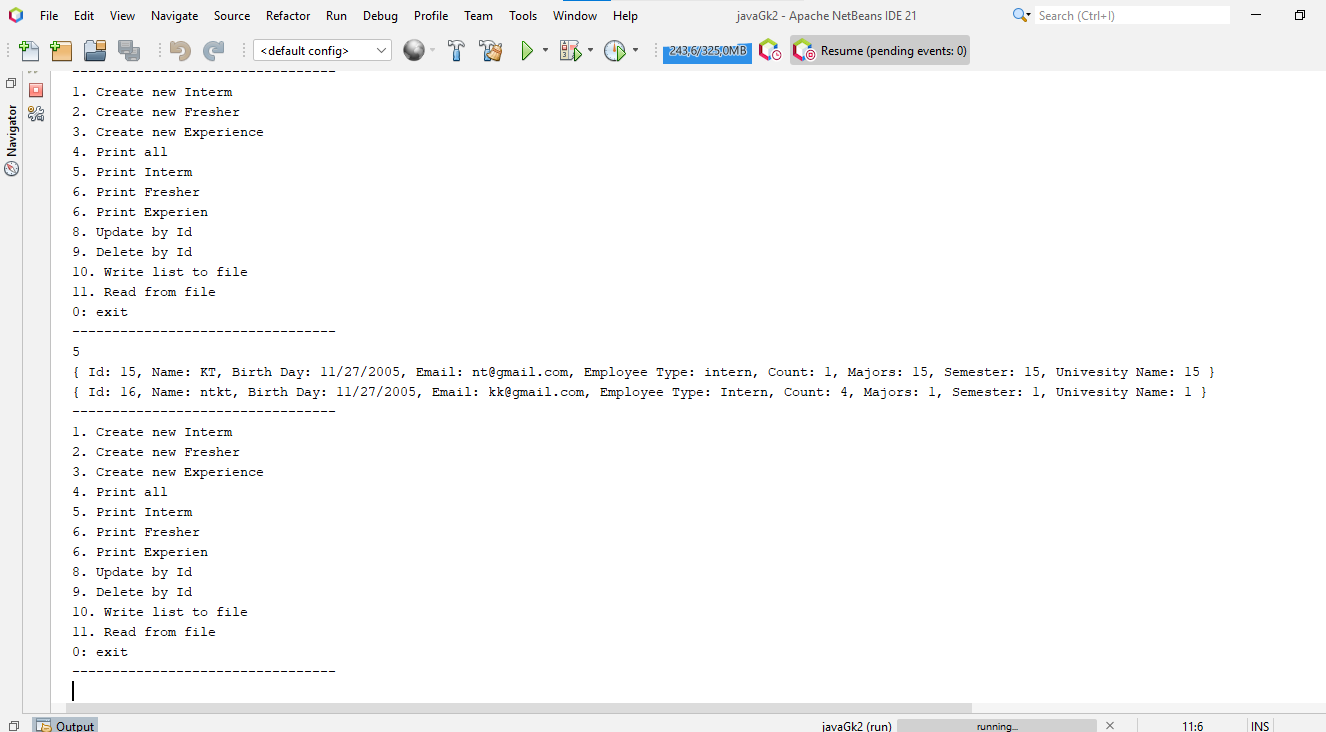 File Edit View Navigate Source Refactor Run Debug Profile Team Tools Window Help javaGk2 - Apache NetBeans IDE 21 Search (Ctrl+I)
<default config> 243,6/325,0MB Resume (pending events: 0)
Navigator
---------------------------------
1. Create new Interm
2. Create new Fresher
3. Create new Experience
4. Print all
5. Print Interm
6. Print Fresher
6. Print Experien
8. Update by Id
9. Delete by Id
10. Write list to file
11. Read from file
0: exit
---------------------------------
5
{ Id: 15, Name: KT, Birth Day: 11/27/2005, Email: nt@gmail.com, Employee Type: intern, Count: 1, Majors: 15, Semester: 15, Univesity Name: 15 }
{ Id: 16, Name: ntkt, Birth Day: 11/27/2005, Email: kk@gmail.com, Employee Type: Intern, Count: 4, Majors: 1, Semester: 1, Univesity Name: 1 }
---------------------------------
1. Create new Interm
2. Create new Fresher
3. Create new Experience
4. Print all
5. Print Interm
6. Print Fresher
6. Print Experien
8. Update by Id
9. Delete by Id
10. Write list to file
11. Read from file
0: exit
---------------------------------
Output javaGk2 (run) running... 11:6 INS